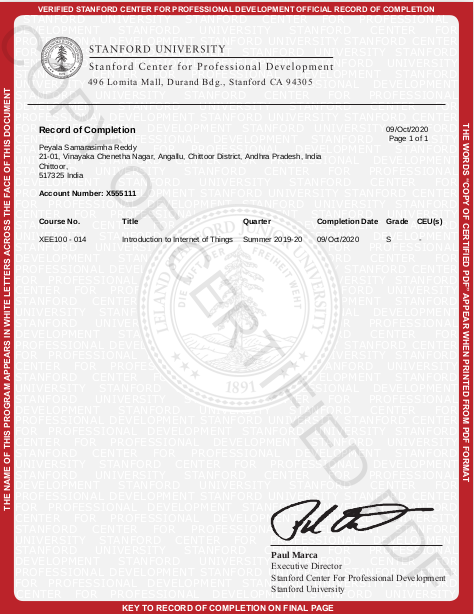 VERIFIED STANFORD CENTER FOR PROFESSIONAL DEVELOPMENT OFFICIAL RECORD OF COMPLETION
STANFORD UNIVERSITY
Stanford Center for Professional Development
496 Lomita Mall, Durand Bdg., Stanford CA 94305
Record of Completion
09/Oct/2020
Page 1 of 1
Peyala Samarasimha Reddy
21-01, Vinayaka Chenetha Nagar, Angallu, Chittoor District, Andhra Pradesh, India
Chittoor,
517325 India
Account Number: X555111
Course No. Title Quarter Completion Date Grade CEU(s)
XEE100 - 014 Introduction to Internet of Things Summer 2019-20 09/Oct/2020 S -
COPY OF CERTIFIED PDF
1891
Paul Marca
Executive Director
Stanford Center For Professional Development
Stanford University
THE NAME OF THIS PROGRAM APPEARS IN WHITE LETTERS ACROSS THE FACE OF THIS DOCUMENT
THE WORDS "COPY OF CERTIFIED PDF" APPEAR WHEN PRINTED FROM PDF FORMAT
KEY TO RECORD OF COMPLETION ON FINAL PAGE